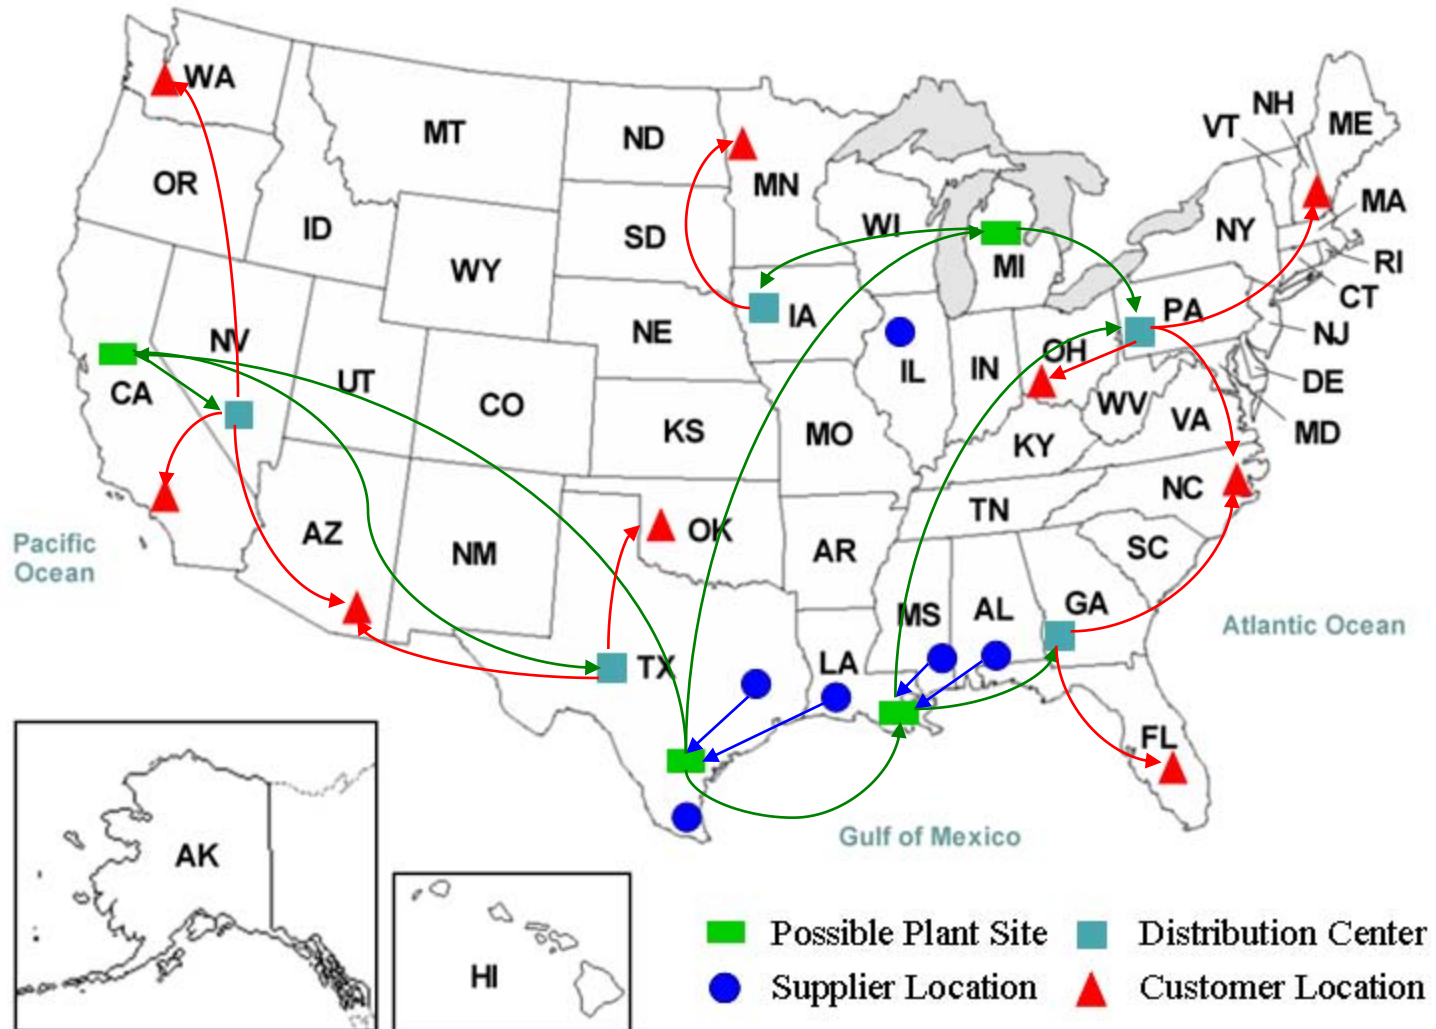 WA
MT
ND
MN
VT
NH
ME
OR
ID
SD
WI
MI
NY
MA
RI
CT
WY
NE
IA
IL
IN
OH
PA
NJ
DE
MD
NV
CA
UT
CO
KS
MO
KY
WV
VA
NC
TN
SC
AZ
NM
OK
AR
MS
AL
GA
Pacific
Ocean
Atlantic Ocean
TX
LA
FL
Gulf of Mexico
AK
HI
Possible Plant Site
Distribution Center
Supplier Location
Customer Location